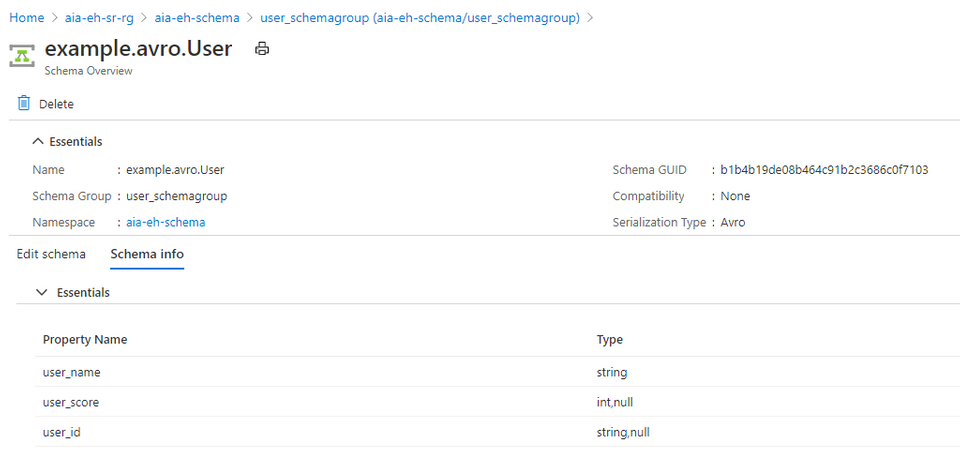 Home > aia-eh-sr-rg > aia-eh-schema > user_schemagroup (aia-eh-schema/user_schemagroup) >
example.avro.User
Schema Overview
Delete
Essentials
Name : example.avro.User Schema GUID : b1b4b19de08b464c91b2c3686c0f7103
Schema Group : user_schemagroup Compatibility : None
Namespace : aia-eh-schema Serialization Type : Avro
Edit schema Schema info
Essentials
Property Name Type
user_name string
user_score int,null
user_id string,null